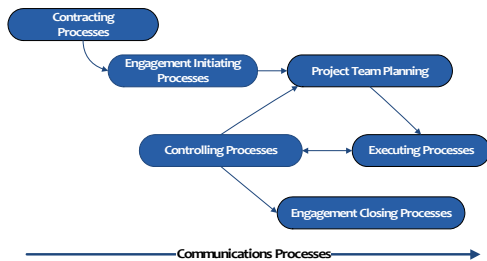 Contracting
Processes
Engagement Initiating
Processes
Project Team Planning
Controlling Processes
Executing Processes
Engagement Closing Processes
Communications Processes